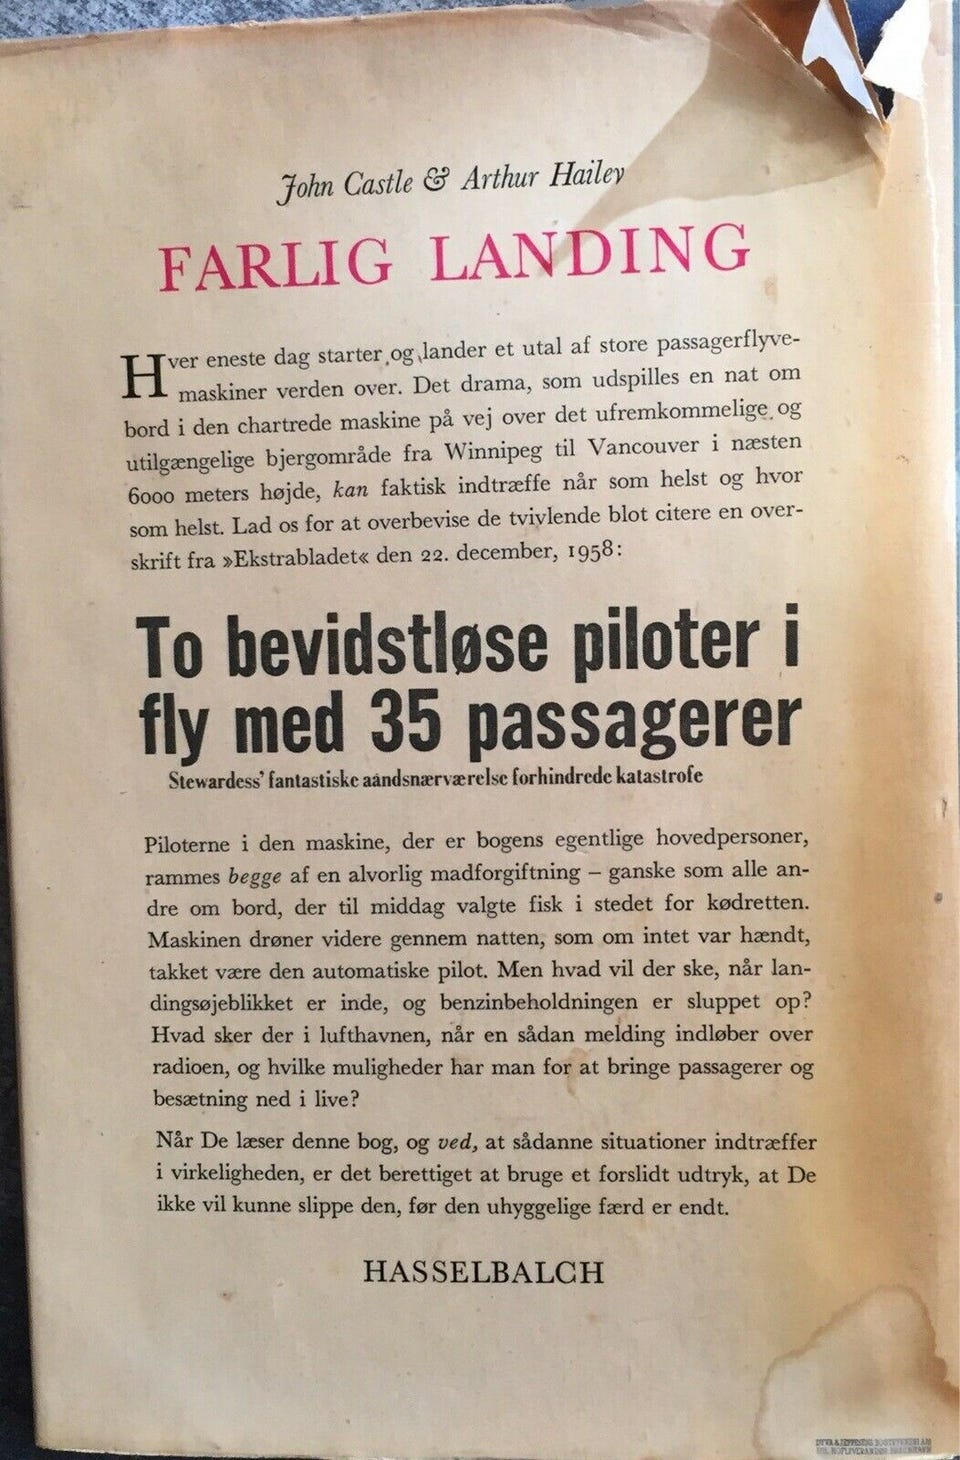 John Castle & Arthur Hailey
FARLIG LANDING
Hver eneste dag starter og lander et utal af store passagerflyve-
maskiner verden over. Det drama, som udspilles en nat om
bord i den chartrede maskine på vej over det ufremkommelige og
utilgængelige bjergområde fra Winnipeg til Vancouver i næsten
6000 meters højde, kan faktisk indtræffe når som helst og hvor
som helst. Lad os for at overbevise de tvivlende blot citere en over-
skrift fra »Ekstrabladet« den 22. december, 1958:
To bevidstløse piloter i
fly med 35 passagerer
Stewardess' fantastiske aandsnærværelse forhindrede katastrofe
Piloterne i den maskine, der er bogens egentlige hovedpersoner,
rammes begge af en alvorlig madforgiftning – ganske som alle an-
dre om bord, der til middag valgte fisk i stedet for kødretten.
Maskinen drøner videre gennem natten, som om intet var hændt,
takket være den automatiske pilot. Men hvad vil der ske, når lan-
dingsøjeblikket er inde, og benzinbeholdningen er sluppet op?
Hvad sker der i lufthavnen, når en sådan melding indløber over
radioen, og hvilke muligheder har man for at bringe passagerer og
besætning ned i live?
Når De læser denne bog, og ved, at sådanne situationer indtræffer
i virkeligheden, er det berettiget at bruge et forslidt udtryk, at De
ikke vil kunne slippe den, før den uhyggelige færd er endt.
HASSELBALCH